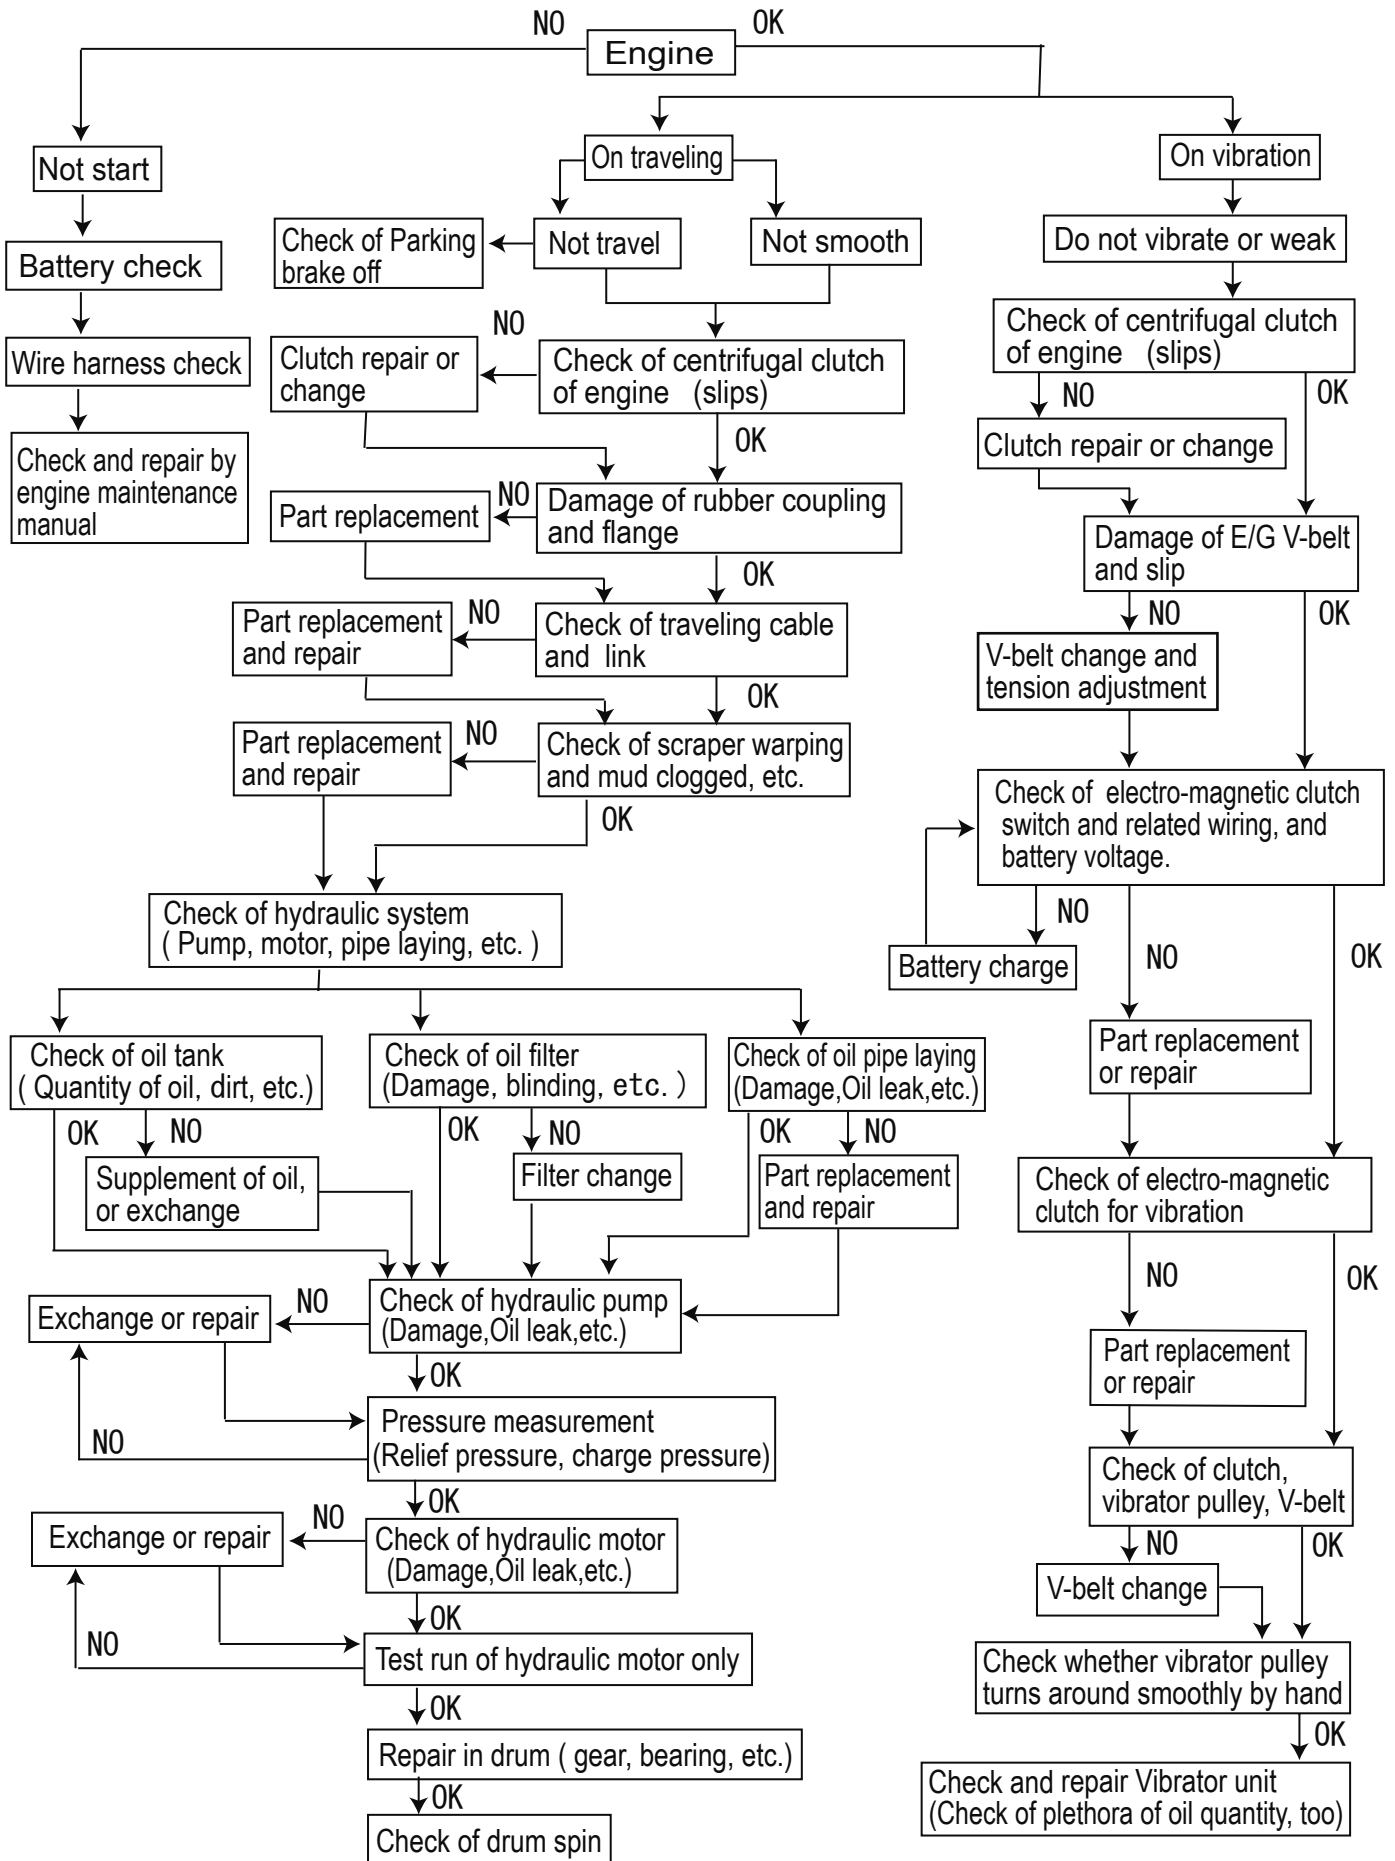 NO
OK
Engine
Not start
Battery check
Wire harness check
Check and repair by
engine maintenance
manual
On traveling
Check of Parking
brake off
Not travel
Not smooth
NO
Clutch repair or
change
Check of centrifugal clutch
of engine (slips)
OK
Part replacement
NO
Damage of rubber coupling
and flange
OK
Part replacement
and repair
NO
Check of traveling cable
and link
OK
Part replacement
and repair
NO
Check of scraper warping
and mud clogged, etc.
OK
Check of hydraulic system
( Pump, motor, pipe laying, etc. )
Check of oil tank
( Quantity of oil, dirt, etc.)
OK
NO
Supplement of oil,
or exchange
Check of oil filter
(Damage, blinding, etc. )
OK
NO
Filter change
Check of oil pipe laying
(Damage,Oil leak,etc.)
OK
NO
Part replacement
and repair
Exchange or repair
NO
Check of hydraulic pump
(Damage,Oil leak,etc.)
OK
NO
Pressure measurement
(Relief pressure, charge pressure)
OK
Exchange or repair
NO
Check of hydraulic motor
(Damage,Oil leak,etc.)
OK
NO
Test run of hydraulic motor only
OK
Repair in drum ( gear, bearing, etc.)
OK
Check of drum spin
On vibration
Do not vibrate or weak
Check of centrifugal clutch
of engine (slips)
NO
OK
Clutch repair or change
Damage of E/G V-belt
and slip
NO
OK
V-belt change and
tension adjustment
Check of electro-magnetic clutch
switch and related wiring, and
battery voltage.
NO
Battery charge
NO
OK
Part replacement
or repair
Check of electro-magnetic
clutch for vibration
NO
OK
Part replacement
or repair
Check of clutch,
vibrator pulley, V-belt
NO
OK
V-belt change
Check whether vibrator pulley
turns around smoothly by hand
OK
Check and repair Vibrator unit
(Check of plethora of oil quantity, too)